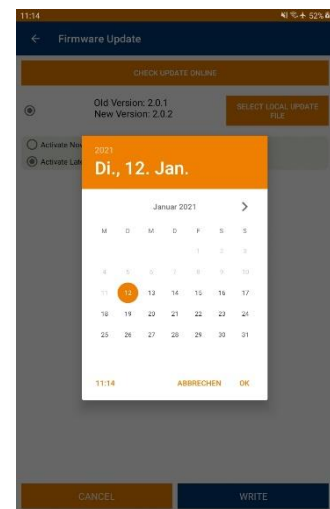 11:14
52%
Firmware Update
CHECK UPDATE ONLINE
Old Version: 2.0.1
New Version: 2.0.2
SELECT LOCAL UPDATE
FILE
Activate Now
Activate Late
2021
Di., 12. Jan.
Januar 2021
M D M D F S S
1 2 3
4 5 6 7 8 9 10
11 12 13 14 15 16 17
18 19 20 21 22 23 24
25 26 27 28 29 30 31
11:14 ABBRECHEN OK
CANCEL WRITE